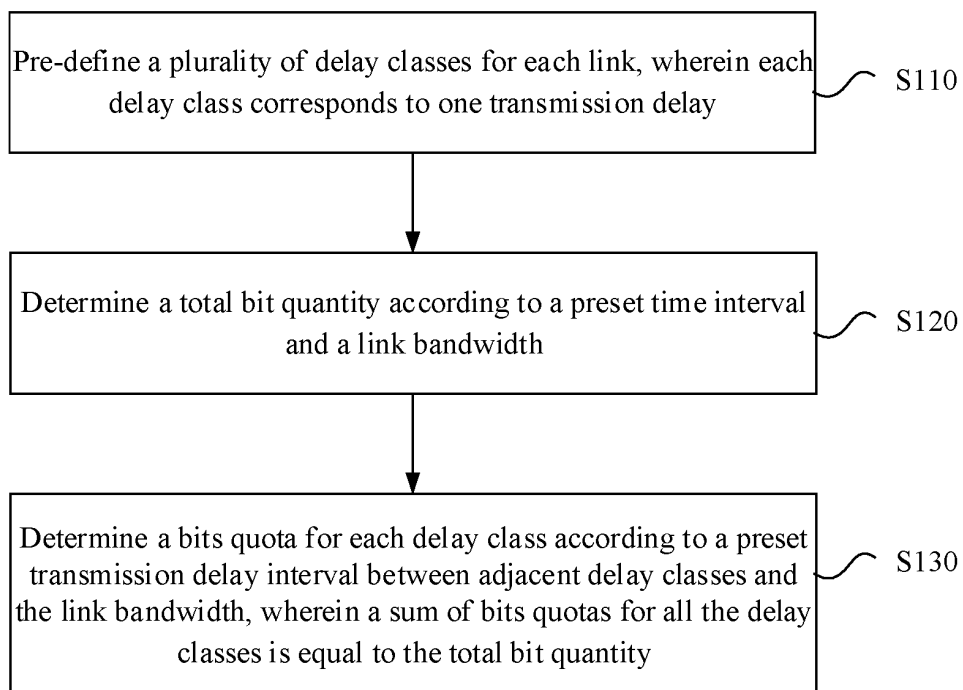 Pre-define a plurality of delay classes for each link, wherein each
delay class corresponds to one transmission delay
S110
Determine a total bit quantity according to a preset time interval
and a link bandwidth
S120
Determine a bits quota for each delay class according to a preset
transmission delay interval between adjacent delay classes and
the link bandwidth, wherein a sum of bits quotas for all the delay
classes is equal to the total bit quantity
S130